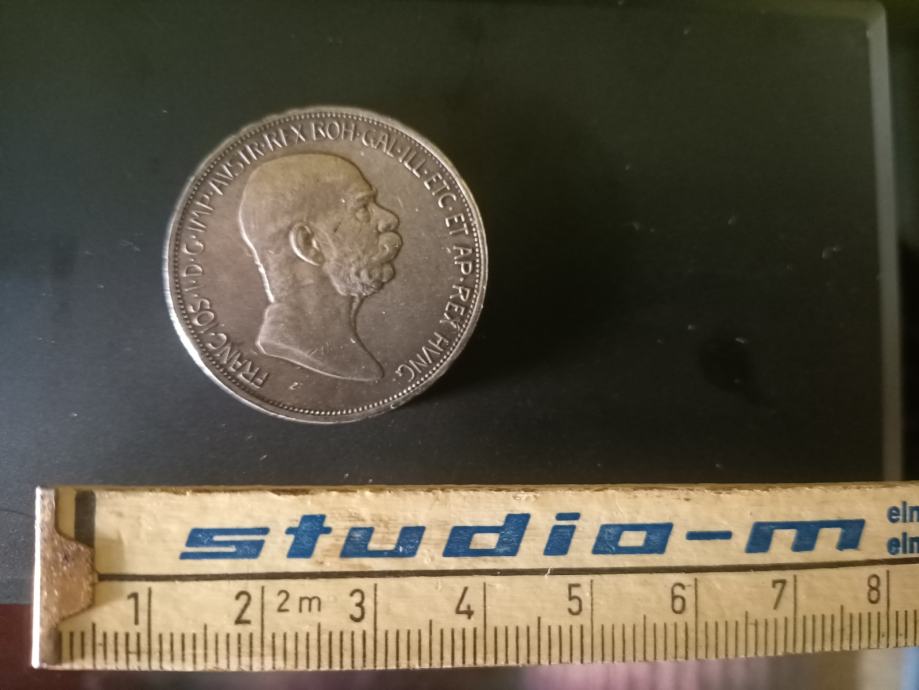 FRANC·IOS·I·D·G·IMP·AVSTR·REX BOH·GAL·ILL·ETC·ET AP·REX HVNG·
studio-m
1 2 2m 3 4 5 6 7 8